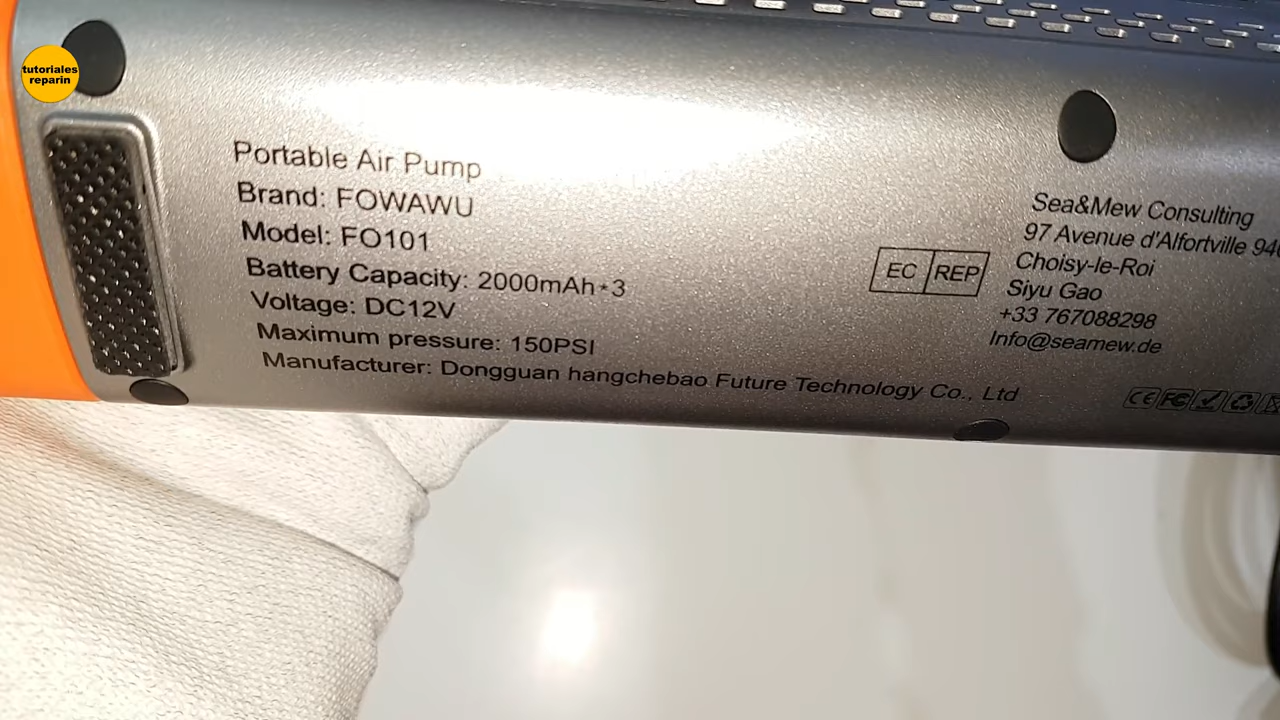 tutoriales
reparin
Portable Air Pump
Brand: FOWAWU
Model: FO101
Battery Capacity: 2000mAh*3
Voltage: DC12V
Maximum pressure: 150PSI
Manufacturer: Dongguan hangchebao Future Technology Co., Ltd
EC REP
Sea&Mew Consulting
97 Avenue d'Alfortville
Choisy-le-Roi
Siyu Gao
+33 767088298
Info@seamew.de
CE FC